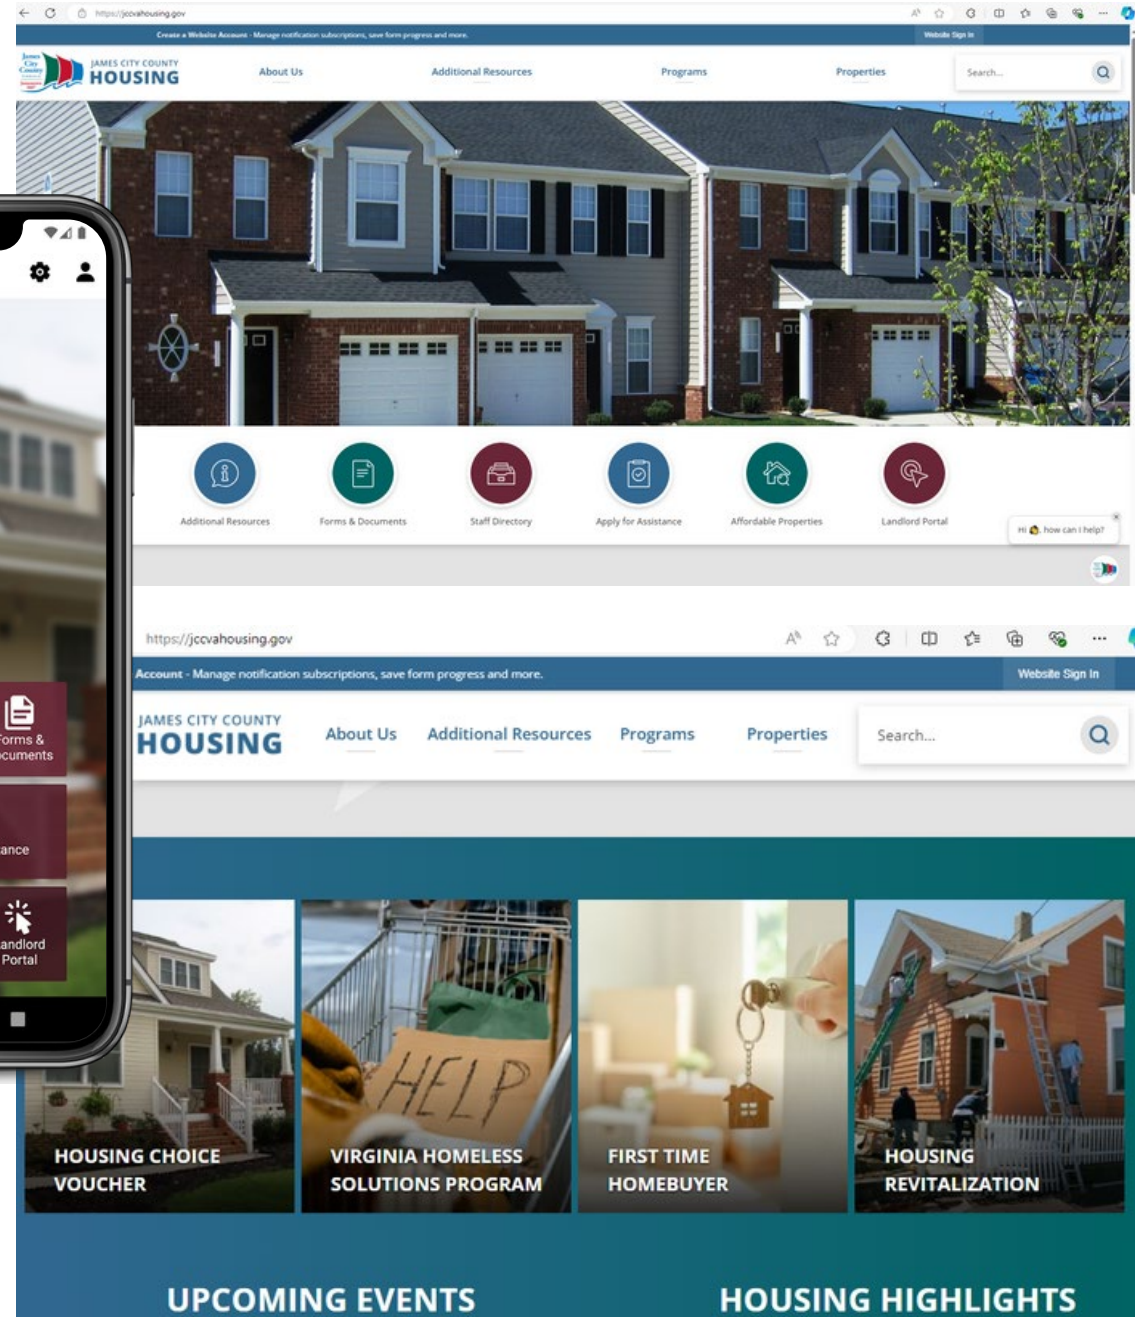 https://jccvahousing.gov
Create a Website Account - Manage notification subscriptions, save form progress and more.
Website Sign In
James
City
County
JAMES CITY COUNTY
HOUSING
About Us
Additional Resources
Programs
Properties
Search...
Additional Resources
Forms & Documents
Staff Directory
Apply for Assistance
Affordable Properties
Landlord Portal
Hi, how can I help?
https://jccvahousing.gov
Account - Manage notification subscriptions, save form progress and more.
Website Sign In
JAMES CITY COUNTY
HOUSING
About Us
Additional Resources
Programs
Properties
Search...
Forms &
ocuments
ance
andlord
Portal
HELP
HOUSING CHOICE
VOUCHER
VIRGINIA HOMELESS
SOLUTIONS PROGRAM
FIRST TIME
HOMEBUYER
HOUSING
REVITALIZATION
UPCOMING EVENTS
HOUSING HIGHLIGHTS